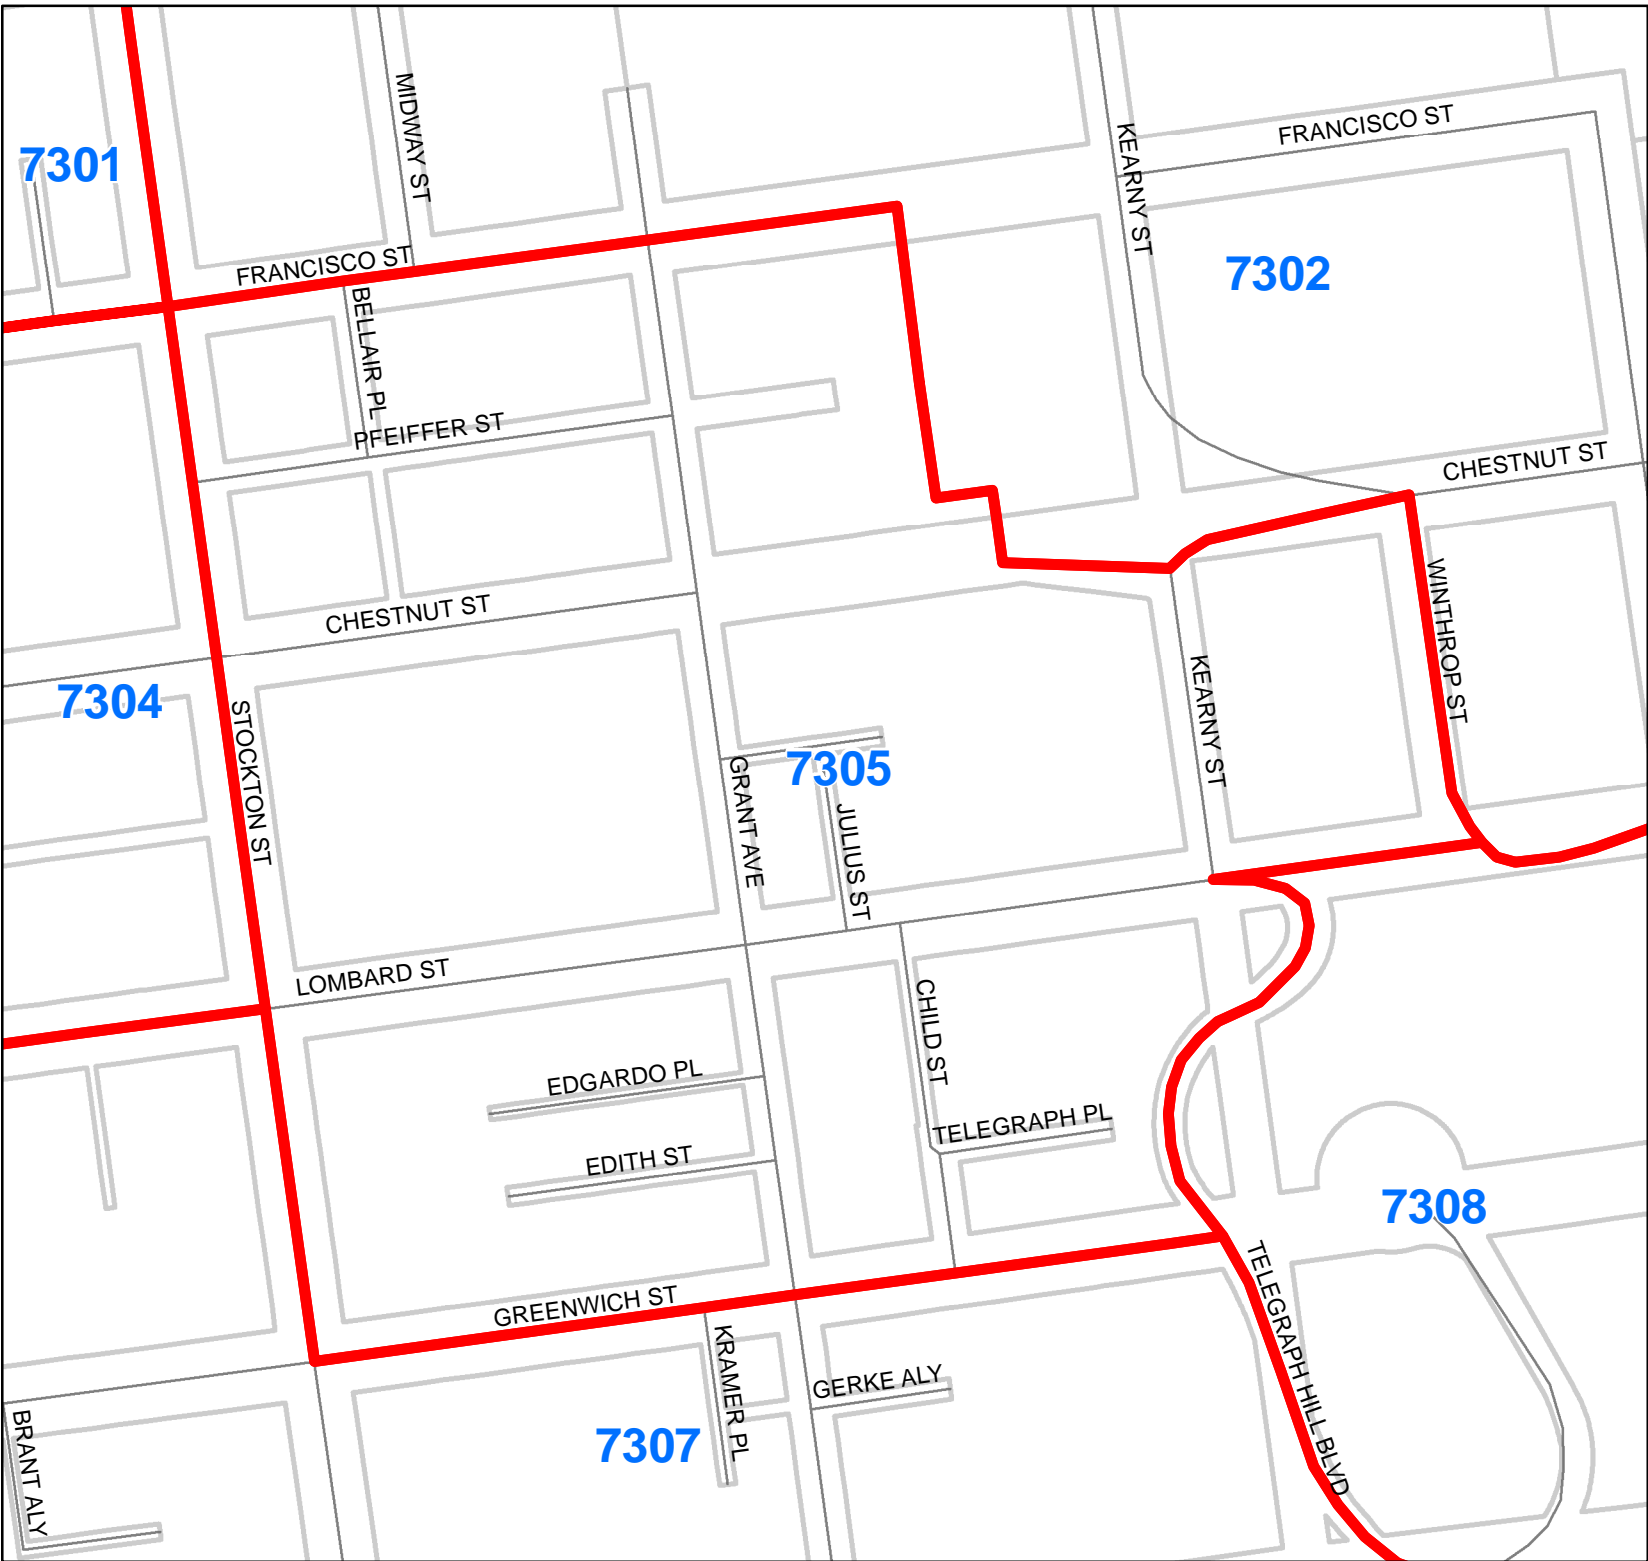 MIDWAY ST
FRANCISCO ST
KEARNY ST
7301
7302
FRANCISCO ST
BELLAIR PL
PFEIFFER ST
CHESTNUT ST
CHESTNUT ST
WINTHROP ST
KEARNY ST
7304
STOCKTON ST
7305
GRANT AVE
JULIUS ST
LOMBARD ST
CHILD ST
EDGARDO PL
TELEGRAPH PL
EDITH ST
7308
TELEGRAPH HILL BLVD
GREENWICH ST
KRAMER PL
GERKE ALY
7307
BRANT ALY